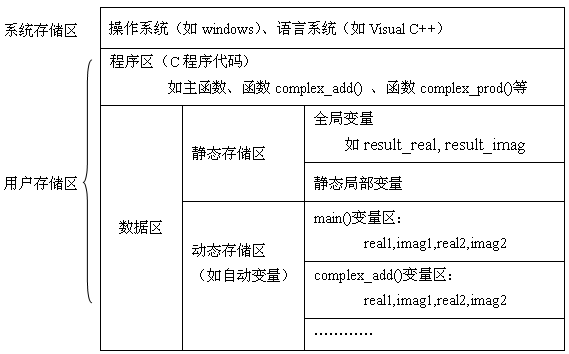 系统存储区
操作系统（如 windows）、语言系统（如 Visual C++）
用户存储区
程序区（C 程序代码）
如主函数、函数 complex_add() 、函数 complex_prod()等
数据区
静态存储区
全局变量
如 result_real, result_imag
静态局部变量
动态存储区
（如自动变量）
main()变量区：
real1,imag1,real2,imag2
complex_add()变量区：
real1,imag1,real2,imag2
…………